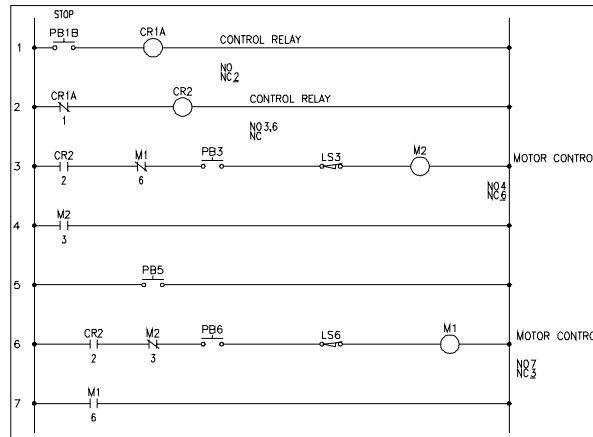 STOP
PB1B CR1A CONTROL RELAY
1
NO
NC 2
CR1A CR2 CONTROL RELAY
2
1
NO 3,6
NC
CR2 M1 PB3 LS3 M2 MOTOR CONTRO
3
2 6
NO 4
NC 6
M2
4
3
PB5
5
CR2 M2 PB6 LS6 M1 MOTOR CONTRO
6
2 3
NO 7
NC 3
M1
7
6